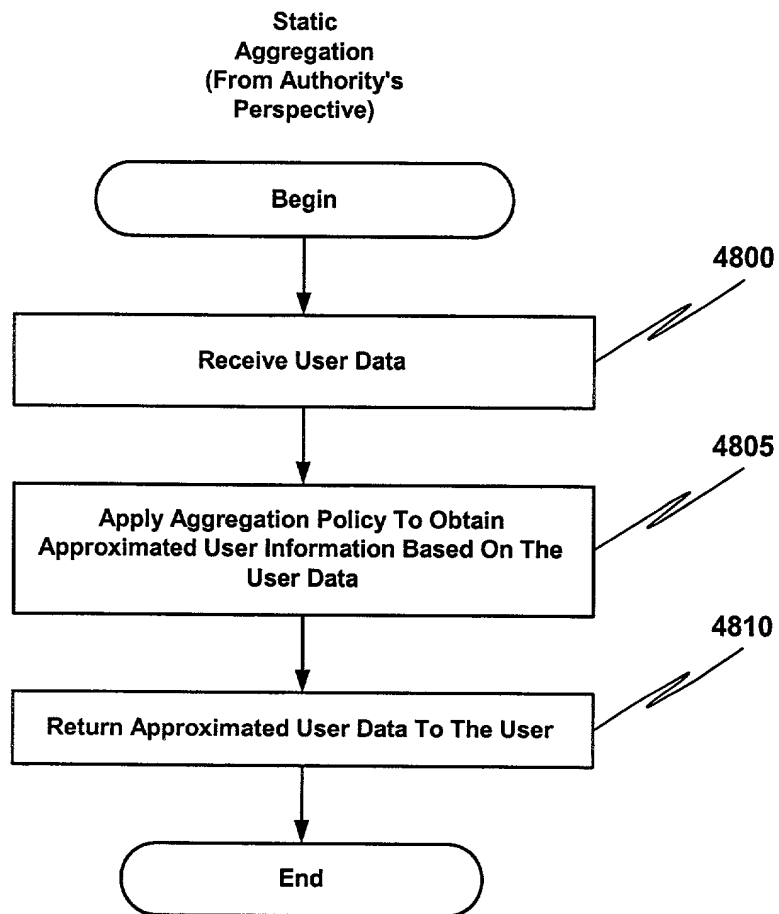 Static
Aggregation
(From Authority's
Perspective)
Begin
4800
Receive User Data
4805
Apply Aggregation Policy To Obtain
Approximated User Information Based On The
User Data
4810
Return Approximated User Data To The User
End